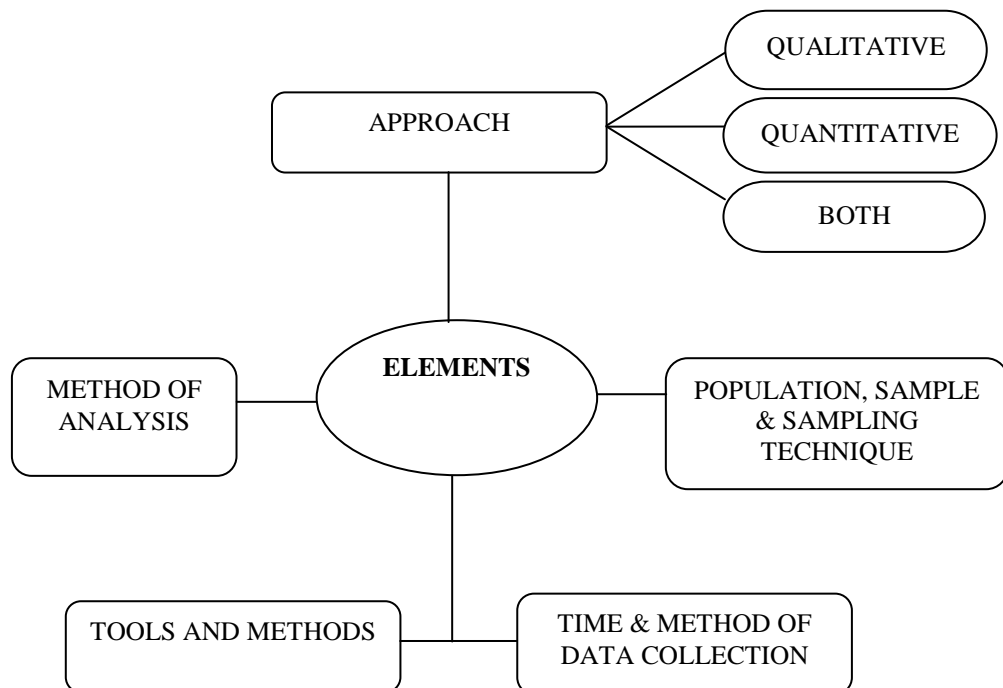 QUALITATIVE
APPROACH
QUANTITATIVE
BOTH
ELEMENTS
METHOD OF
ANALYSIS
POPULATION, SAMPLE
& SAMPLING
TECHNIQUE
TOOLS AND METHODS
TIME & METHOD OF
DATA COLLECTION